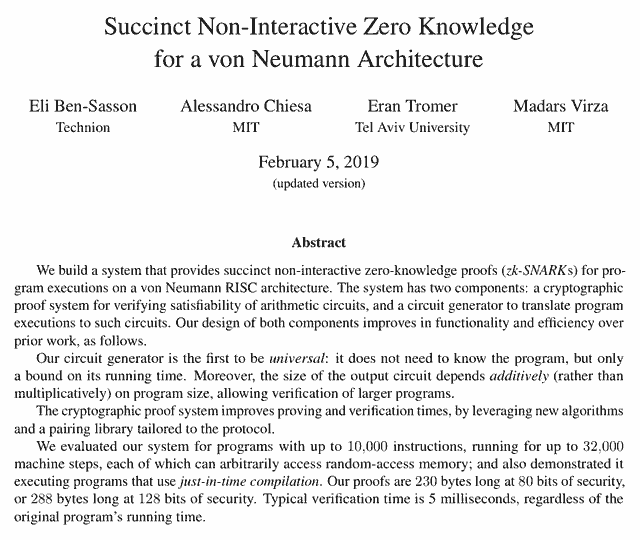 Succinct Non-Interactive Zero Knowledge
for a von Neumann Architecture
Eli Ben-Sasson Alessandro Chiesa Eran Tromer Madars Virza
Technion MIT Tel Aviv University MIT
February 5, 2019
(updated version)
Abstract
We build a system that provides succinct non-interactive zero-knowledge proofs (zk-SNARKs) for pro-
gram executions on a von Neumann RISC architecture. The system has two components: a cryptographic
proof system for verifying satisfiability of arithmetic circuits, and a circuit generator to translate program
executions to such circuits. Our design of both components improves in functionality and efficiency over
prior work, as follows.
Our circuit generator is the first to be universal: it does not need to know the program, but only
a bound on its running time. Moreover, the size of the output circuit depends additively (rather than
multiplicatively) on program size, allowing verification of larger programs.
The cryptographic proof system improves proving and verification times, by leveraging new algorithms
and a pairing library tailored to the protocol.
We evaluated our system for programs with up to 10,000 instructions, running for up to 32,000
machine steps, each of which can arbitrarily access random-access memory; and also demonstrated it
executing programs that use just-in-time compilation. Our proofs are 230 bytes long at 80 bits of security,
or 288 bytes long at 128 bits of security. Typical verification time is 5 milliseconds, regardless of the
original program's running time.